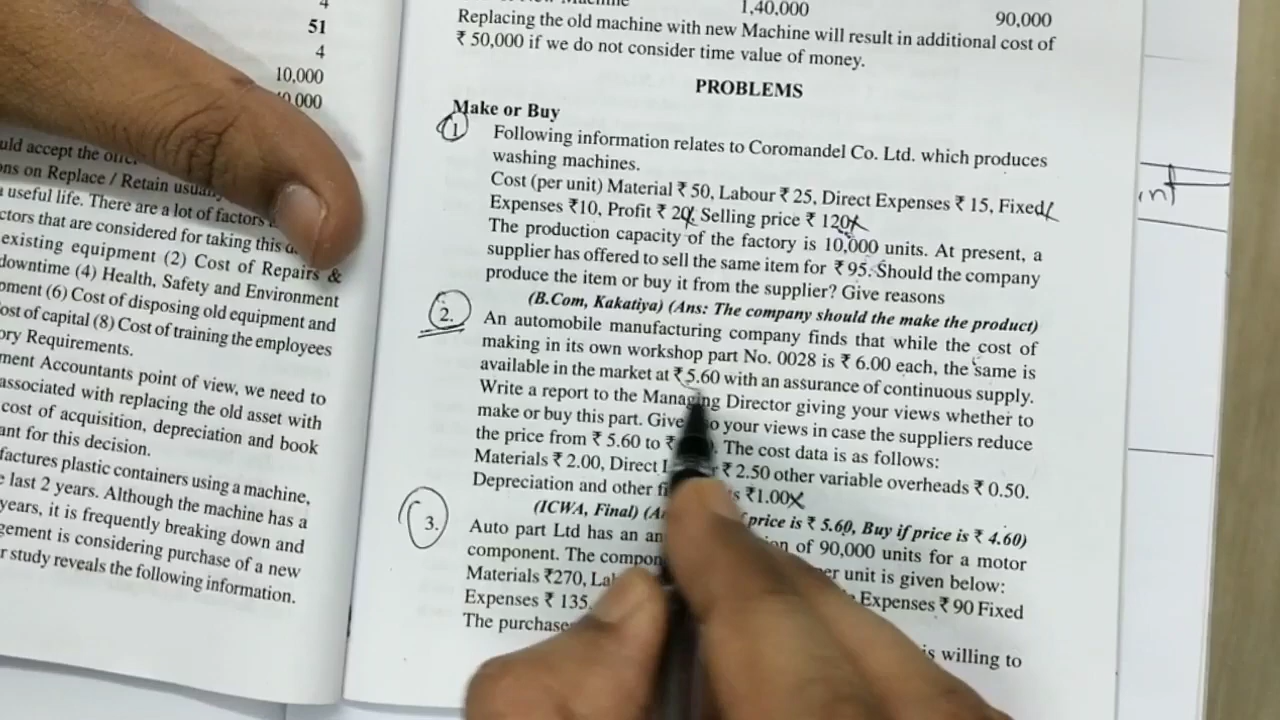 4
51
4
10,000
0,000
uld accept the
ons on Replace / Retain usually
useful life. There are a lot of factors
ctors that are considered for taking this
existing equipment (2) Cost of Repairs &
downtime (4) Health, Safety and Environment
pment (6) Cost of disposing old equipment and
ost of capital (8) Cost of training the employees
ory Requirements.
ment Accountants point of view, we need to
associated with replacing the old asset with
cost of acquisition, depreciation and book
ant for this decision.
factures plastic containers using a machine,
last 2 years. Although the machine has a
years, it is frequently breaking down and
gement is considering purchase of a new
r study reveals the following information.
1,40,000 90,000
Replacing the old machine with new Machine will result in additional cost of
₹ 50,000 if we do not consider time value of money.
PROBLEMS
Make or Buy
1 Following information relates to Coromandel Co. Ltd. which produces
washing machines.
Cost (per unit) Material ₹ 50, Labour ₹ 25, Direct Expenses ₹ 15, Fixed
Expenses ₹10, Profit ₹ 20, Selling price ₹ 120
The production capacity of the factory is 10,000 units. At present, a
supplier has offered to sell the same item for ₹ 95. Should the company
produce the item or buy it from the supplier? Give reasons
(B.Com, Kakatiya) (Ans: The company should the make the product)
2. An automobile manufacturing company finds that while the cost of
making in its own workshop part No. 0028 is ₹ 6.00 each, the same is
available in the market at ₹ 5.60 with an assurance of continuous supply.
Write a report to the Managing Director giving your views whether to
make or buy this part. Give your views in case the suppliers reduce
the price from ₹ 5.60 to ₹ The cost data is as follows:
Materials ₹ 2.00, Direct ₹ 2.50 other variable overheads ₹ 0.50.
Depreciation and other ₹1.00
(ICWA, Final) price is ₹ 5.60, Buy if price is ₹ 4.60)
3. Auto part Ltd has an of 90,000 units for a motor
component. The unit is given below:
Materials ₹270, Expenses ₹ 90 Fixed
Expenses ₹ 135.
The is willing to